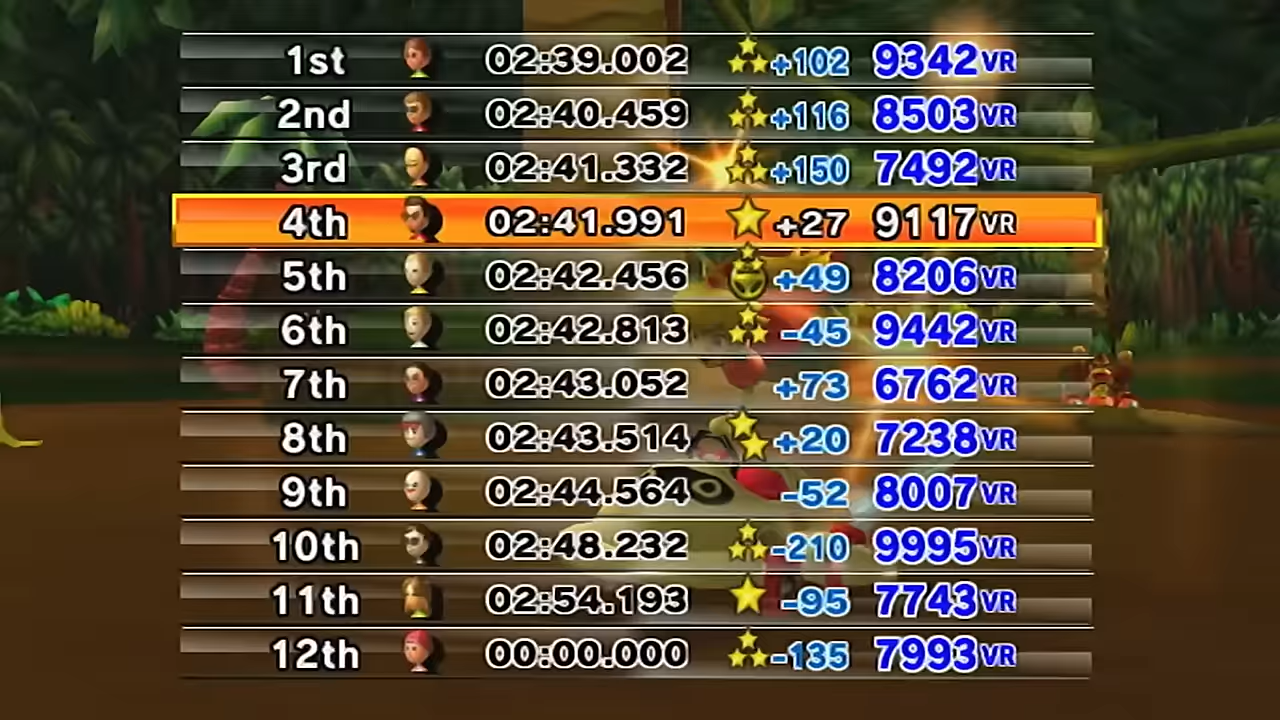 1st 02:39.002 +102 9342VR
2nd 02:40.459 +116 8503VR
3rd 02:41.332 +150 7492VR
4th 02:41.991 +27 9117VR
5th 02:42.456 +49 8206VR
6th 02:42.813 -45 9442VR
7th 02:43.052 +73 6762VR
8th 02:43.514 +20 7238VR
9th 02:44.564 -52 8007VR
10th 02:48.232 -210 9995VR
11th 02:54.193 -95 7743VR
12th 00:00.000 -135 7993VR